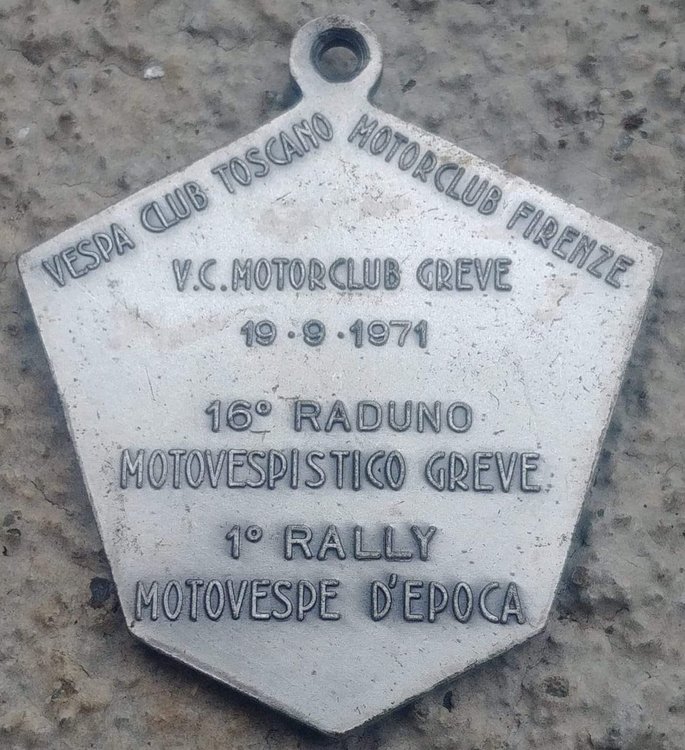 VESPA CLUB TOSCANO MOTORCLUB FIRENZE
V.C. MOTORCLUB GREVE
19·9·1971
16° RADUNO
MOTOVESPISTICO GREVE
1° RALLY
MOTOVESPE D'EPOCA